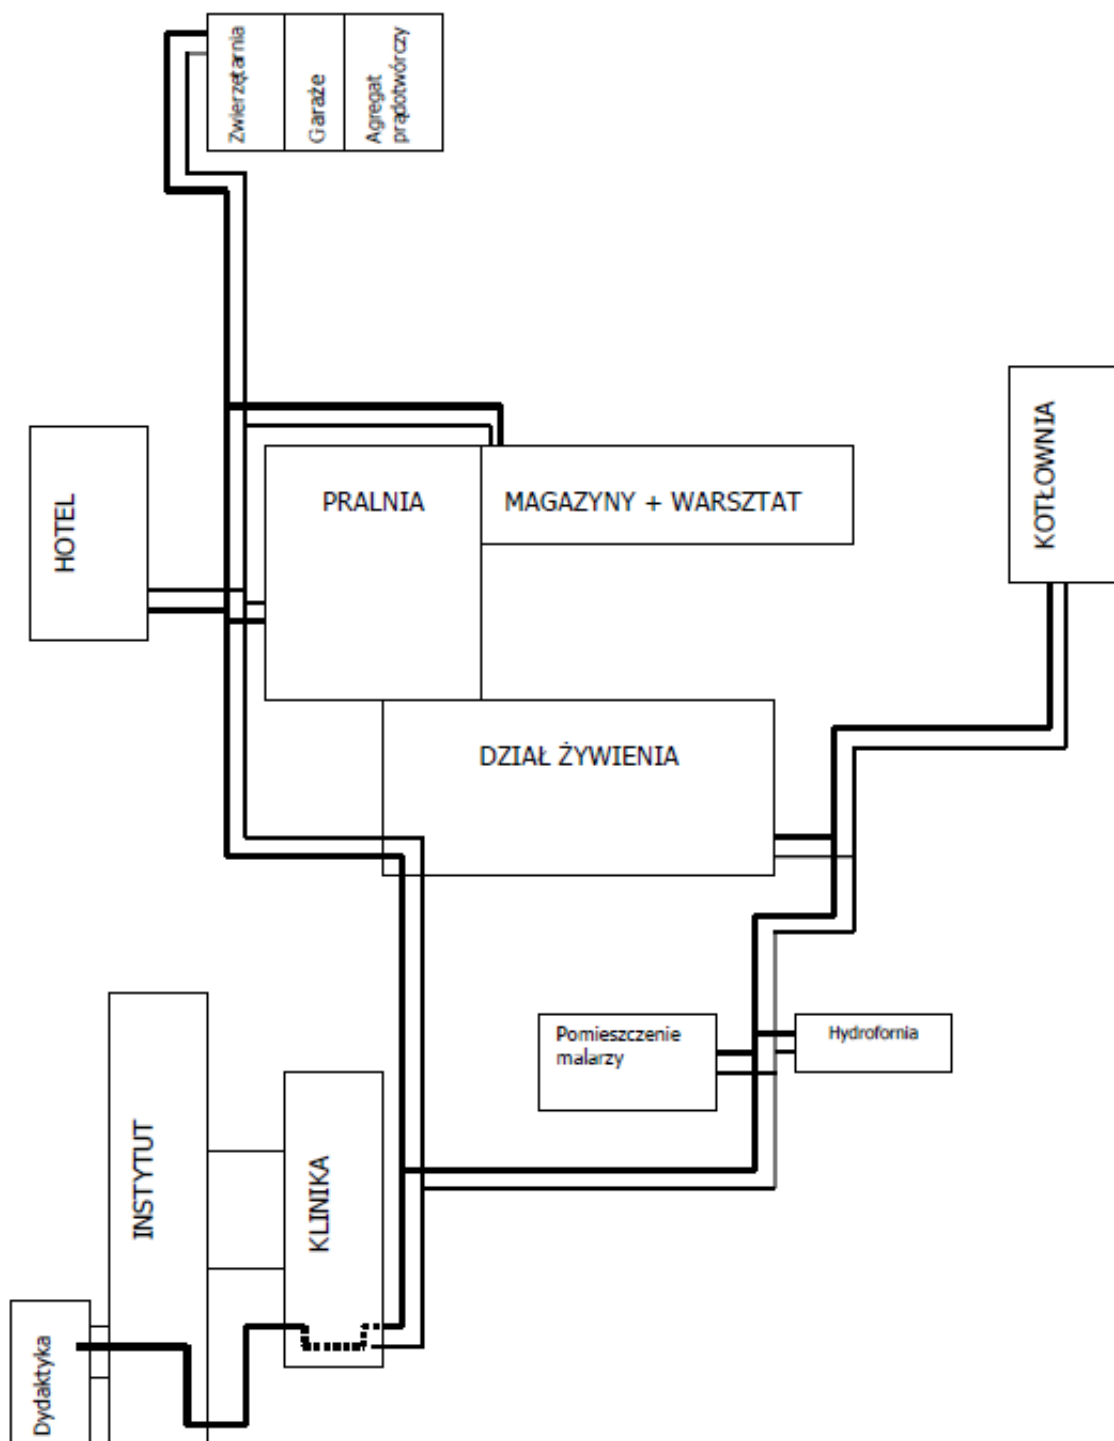 Zwierzętarnia
Garaże
Agregat
prądotwórczy
HOTEL
PRALNIA
MAGAZYNY + WARSZTAT
KOTŁOWNIA
DZIAŁ ŻYWIENIA
Pomieszczenie
malarzy
Hydrofornia
INSTYTUT
KLINIKA
Dydaktyka